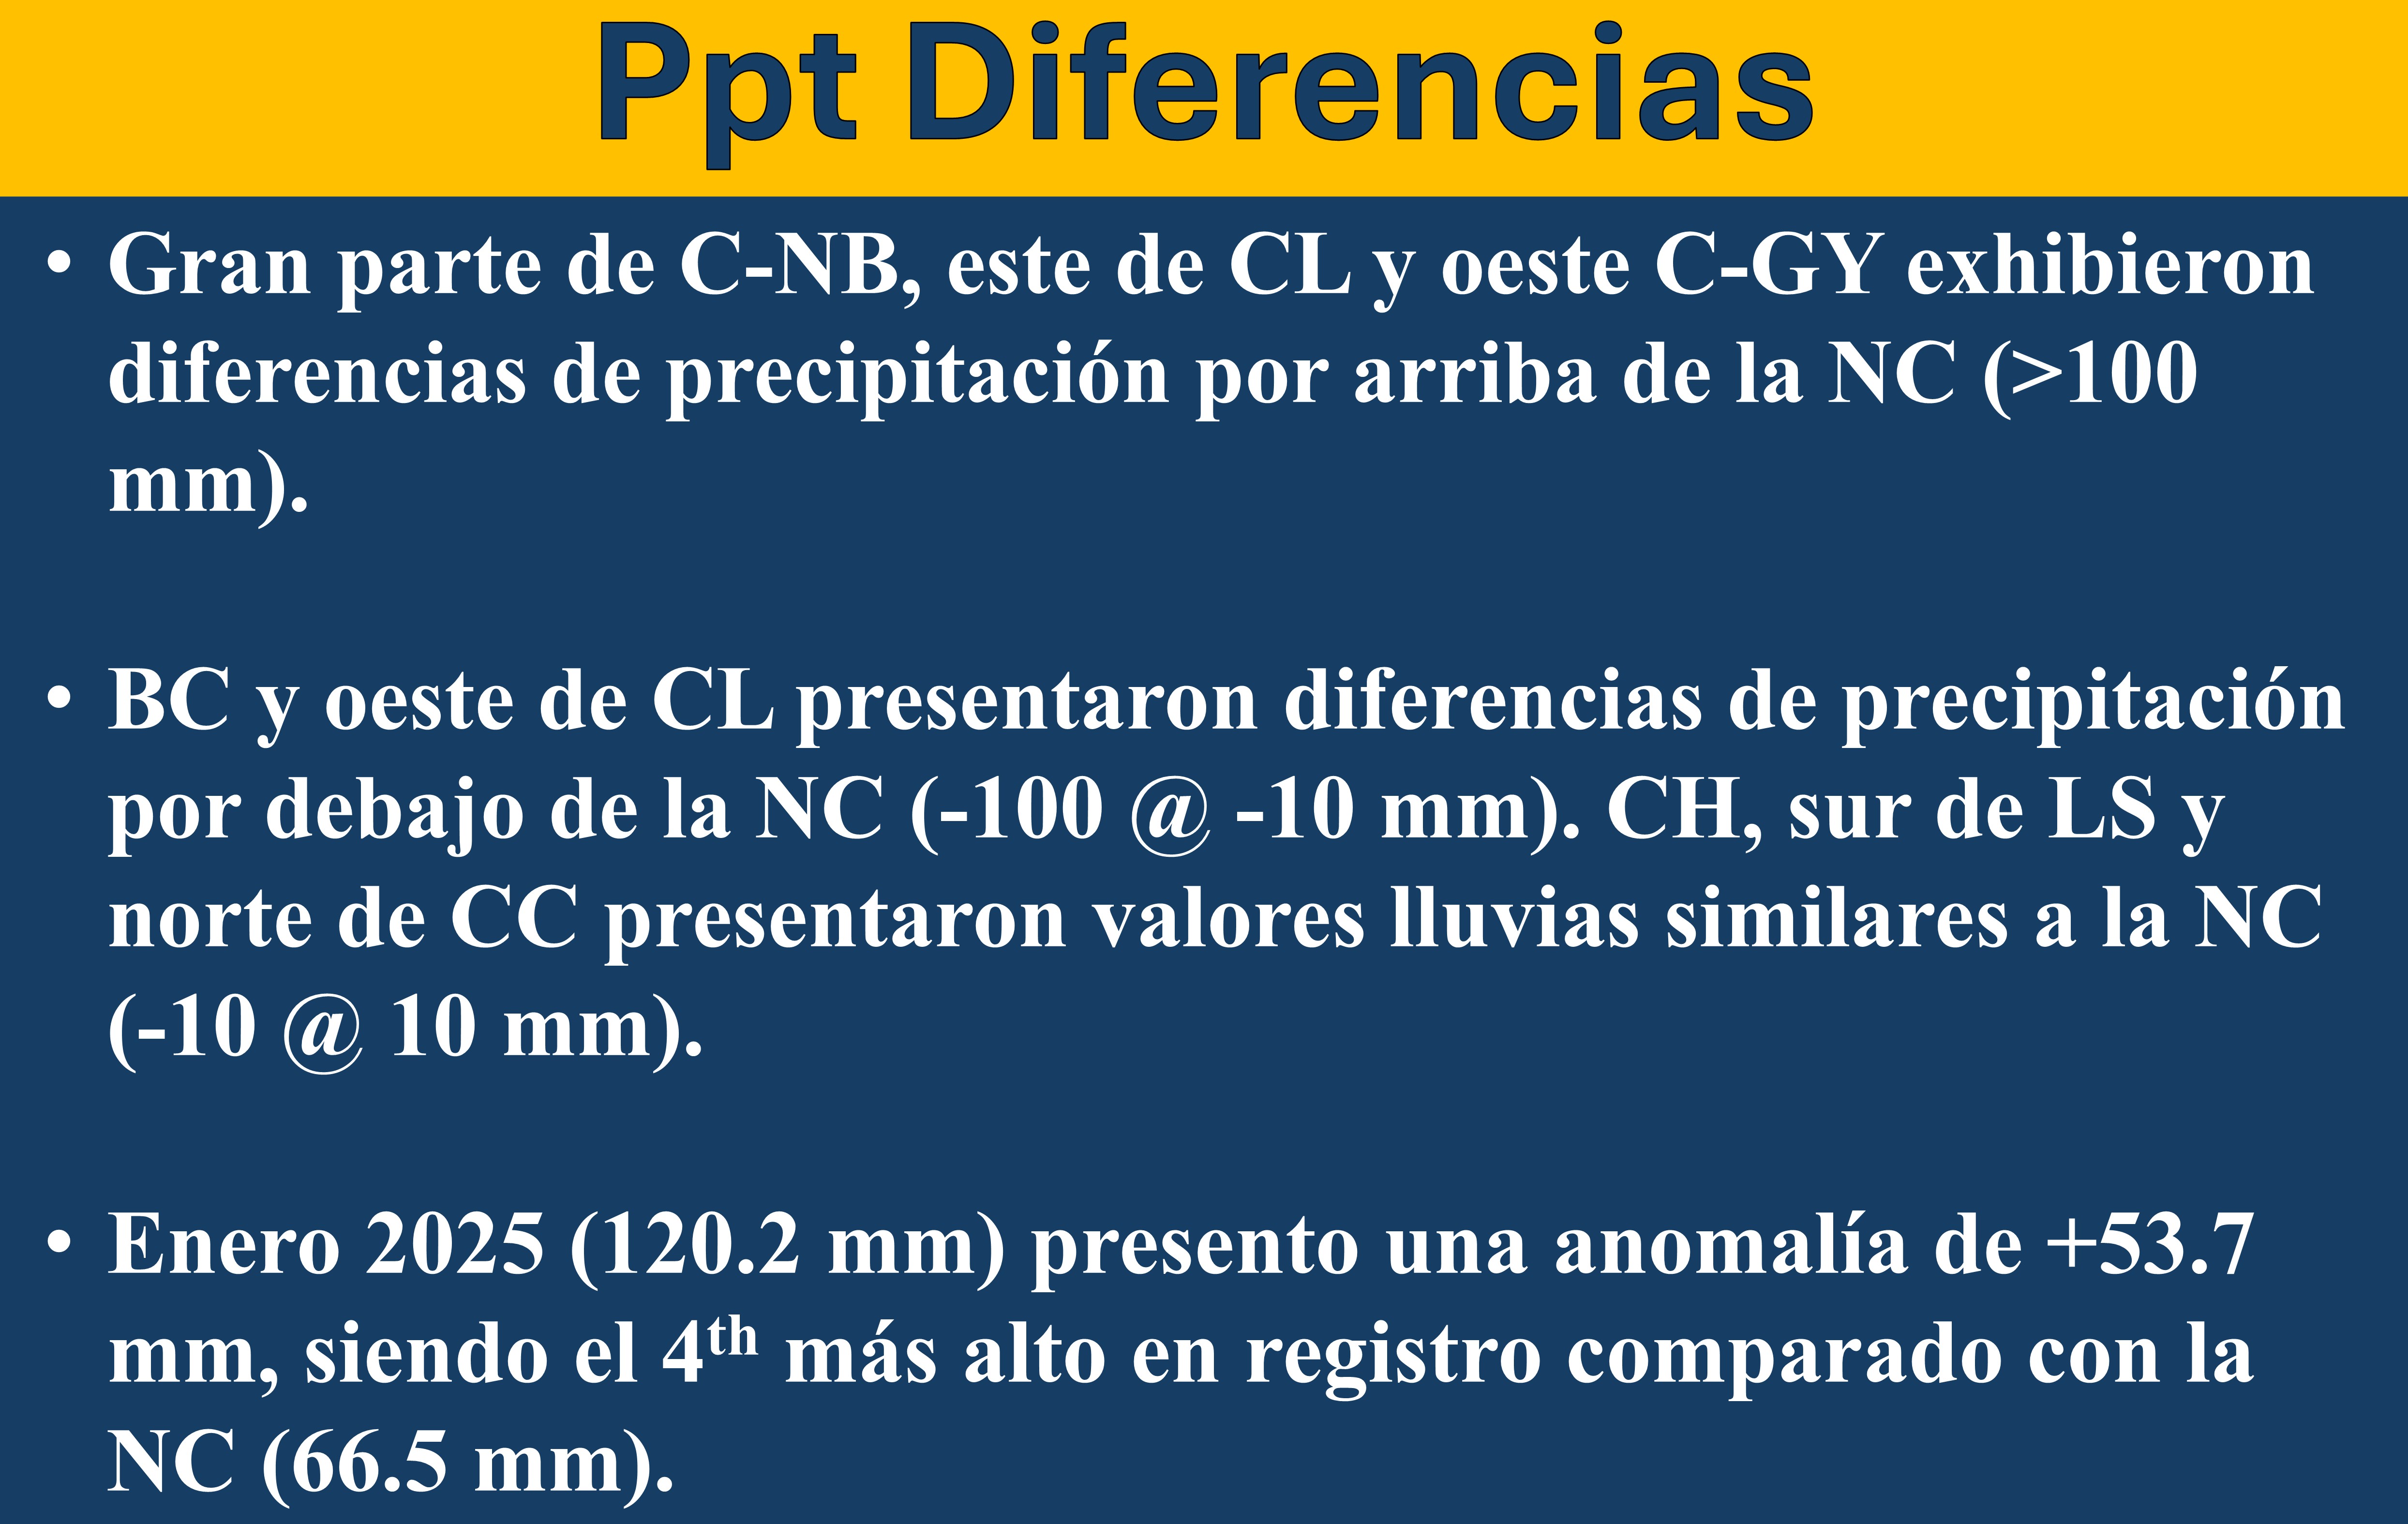 Ppt Diferencias
• Gran parte de C-NB, este de CL y oeste C-GY exhibieron
diferencias de precipitación por arriba de la NC (>100
mm).
• BC y oeste de CL presentaron diferencias de precipitación
por debajo de la NC (-100 @ -10 mm). CH, sur de LS y
norte de CC presentaron valores lluvias similares a la NC
(-10 @ 10 mm).
• Enero 2025 (120.2 mm) presento una anomalía de +53.7
mm, siendo el 4th más alto en registro comparado con la
NC (66.5 mm).